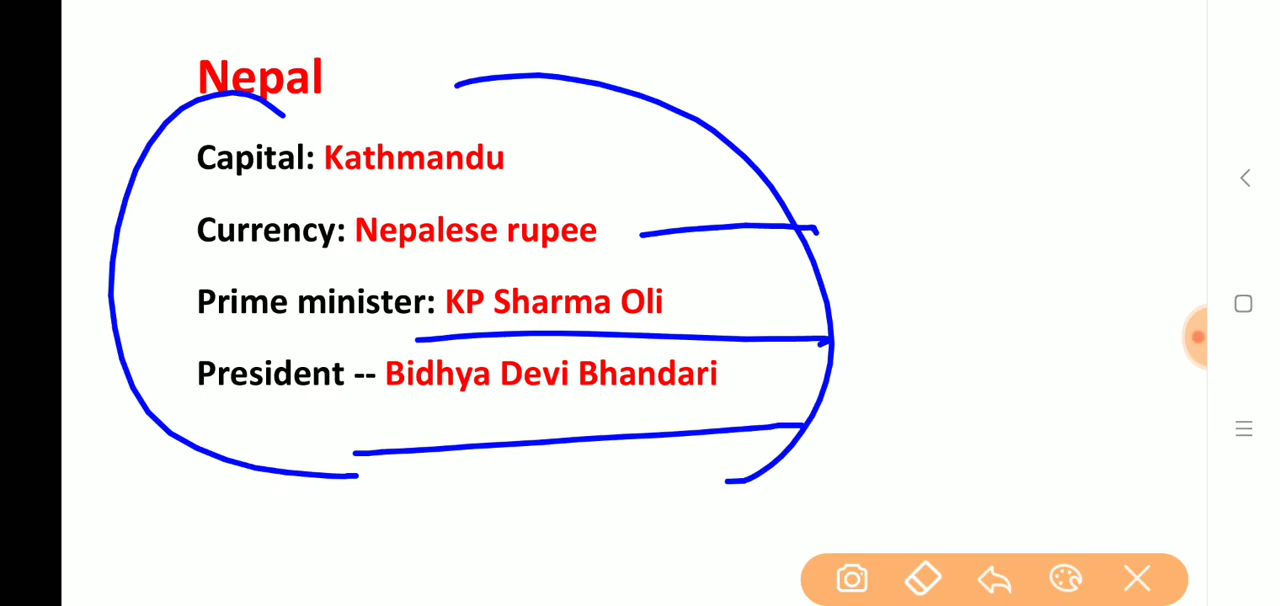 Nepal
Capital: Kathmandu
Currency: Nepalese rupee
Prime minister: KP Sharma Oli
President -- Bidhya Devi Bhandari